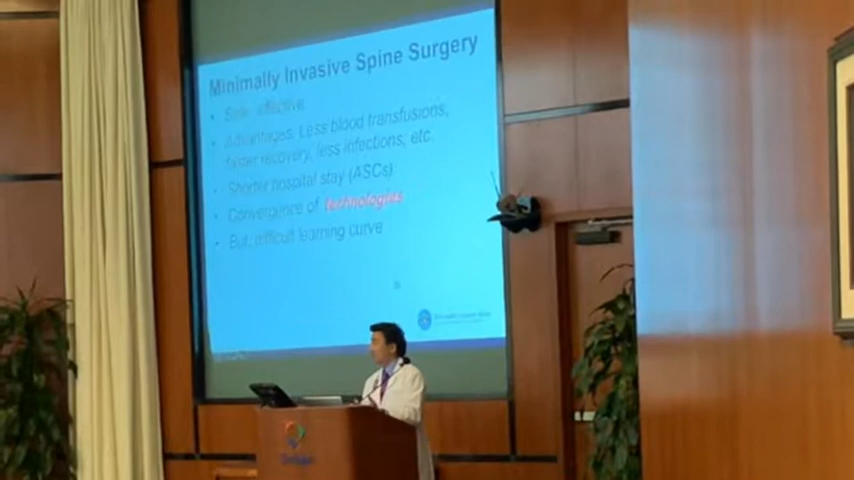 Minimally Invasive Spine Surgery
• Safe, effective
• Advantages: Less blood transfusions,
faster recovery, less infections, etc.
• Shorter hospital stay (ASCs)
• Convergence of technologies
• But, difficult learning curve